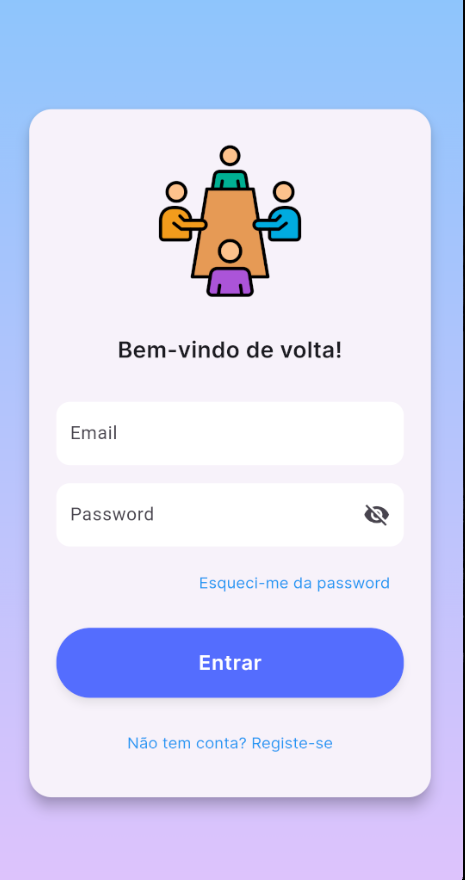 Bem-vindo de volta!
Email
Password
Esqueci-me da password
Entrar
Não tem conta? Registe-se